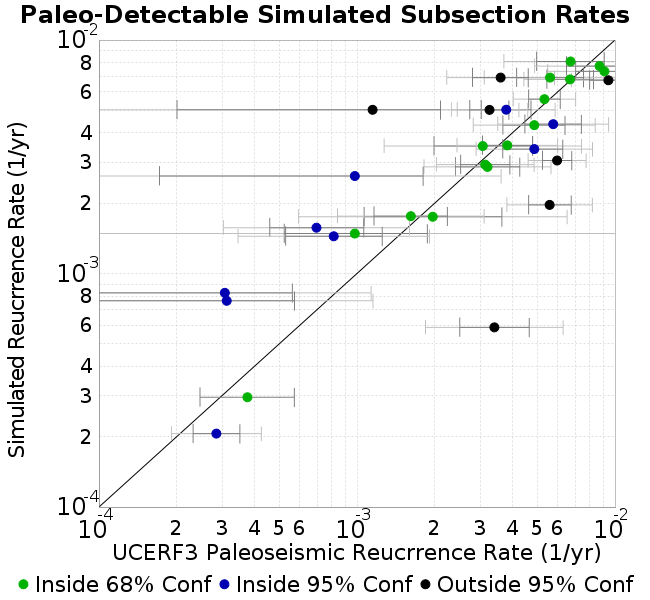 Paleo-Detectable Simulated Subsection Rates
10-2
8
6
4
3
2
10-3
8
6
4
3
2
10-4
Simulated Reucrrence Rate (1/yr)
10-4 2 3 4 5 6 10-3 2 3 4 5 6 10-2
UCERF3 Paleoseismic Reucrrence Rate (1/yr)
Inside 68% Conf Inside 95% Conf Outside 95% Conf